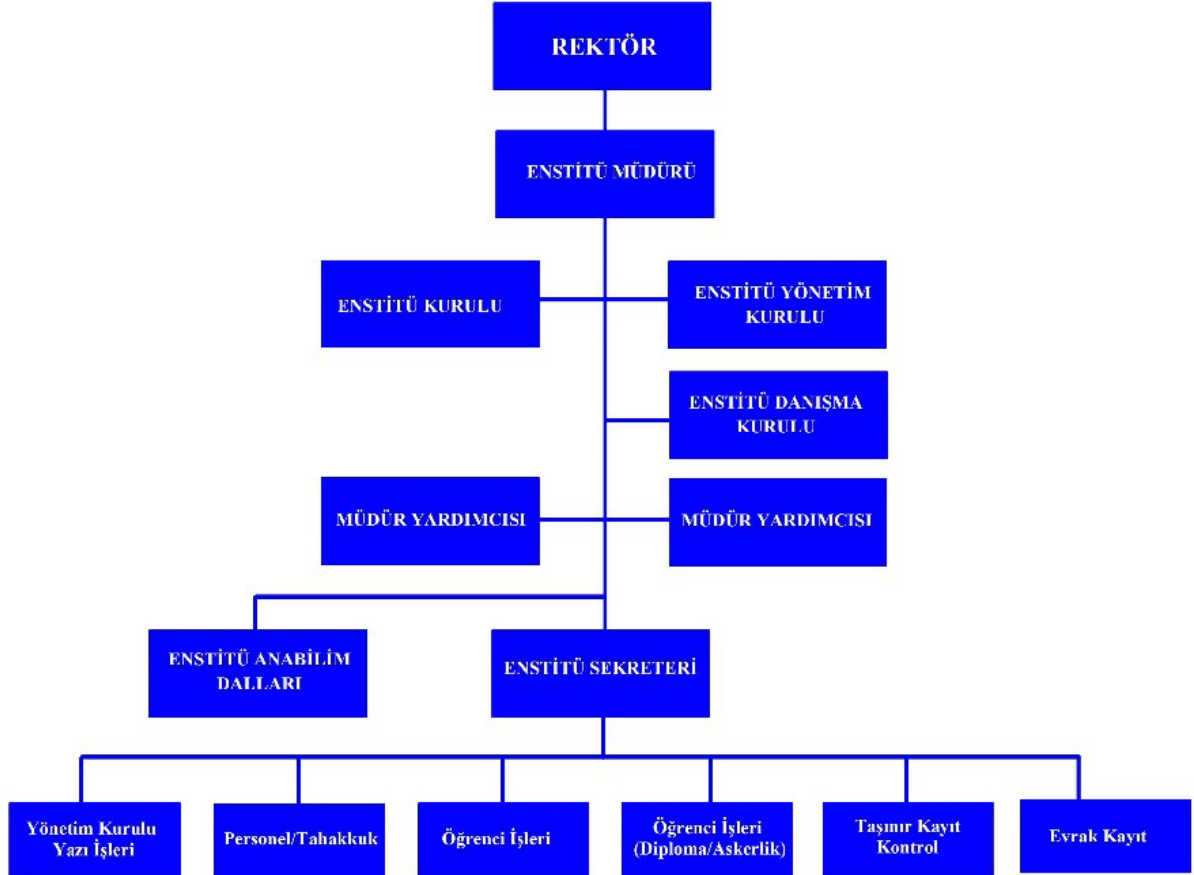 REKTÖR
ENSTİTÜ MÜDÜRÜ
ENSTİTÜ KURULU
ENSTİTÜ YÖNETİM
KURULU
ENSTİTÜ DANIŞMA
KURULU
MÜDÜR YARDIMCISI
MÜDÜR YARDIMCISI
ENSTİTÜ ANABİLİM
DALLARI
ENSTİTÜ SEKRETERİ
Yönetim Kurulu
Yazı İşleri
Personel/Tahakkuk
Öğrenci İşleri
Öğrenci İşleri
(Diploma/Askerlik)
Taşınır Kayıt
Kontrol
Evrak Kayıt